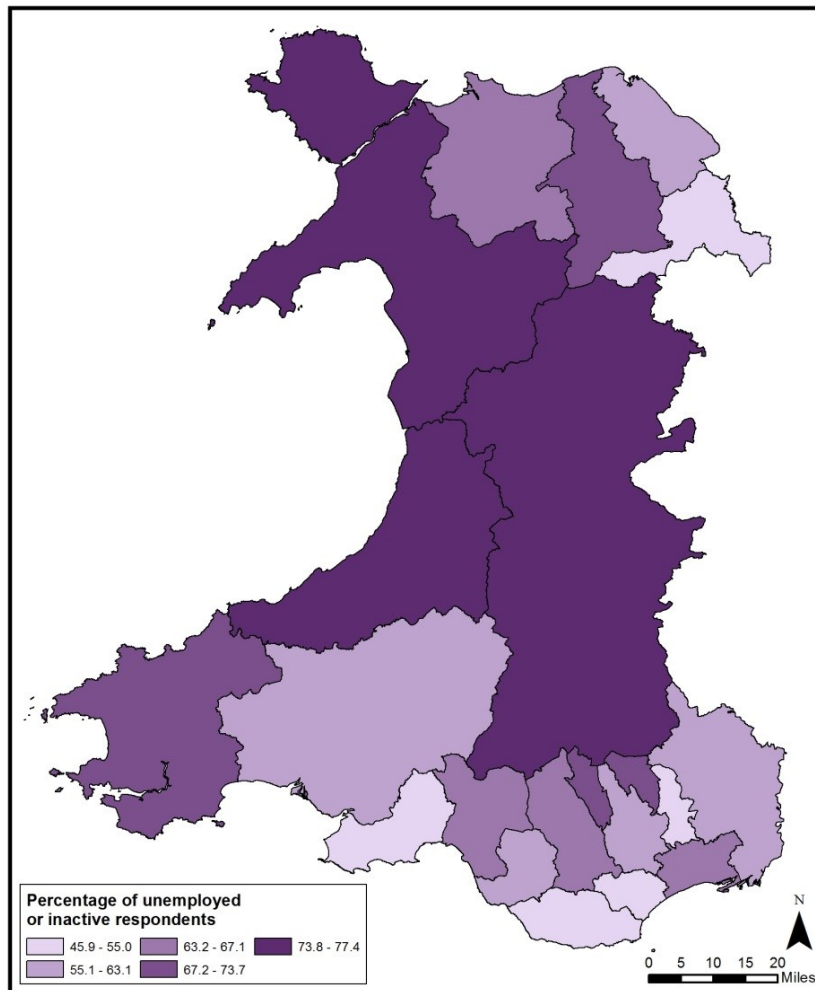 Percentage of unemployed
or inactive respondents
45.9 - 55.0
63.2 - 67.1
73.8 - 77.4
55.1 - 63.1
67.2 - 73.7
N
0 5 10 15 20
Miles